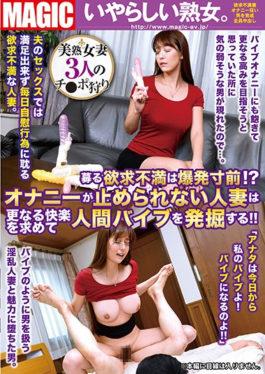 MAGIC
いやらしい熟女。
http://www.magic-av.jp/
バイブオナニーにも飽きて
更なる高みを目指そうと
思っていた所に
気の弱そうな男が現れたので…。
美熟女妻
3人の
チ●ポ狩り
夫のセックスでは
満足出来ず毎日自慰行為に耽る
欲求不満な人妻。
募る欲求不満は爆発寸前!?
オナニーが止められない人妻は
更なる快楽を求めて
人間バイブを発掘する!!
「アナタは今日から
私のバイブよ!
バイブになるのよ!!」
バイブのように男を扱う
淫乱人妻と魅力に堕ちた男。
※本編に目線は入りません。